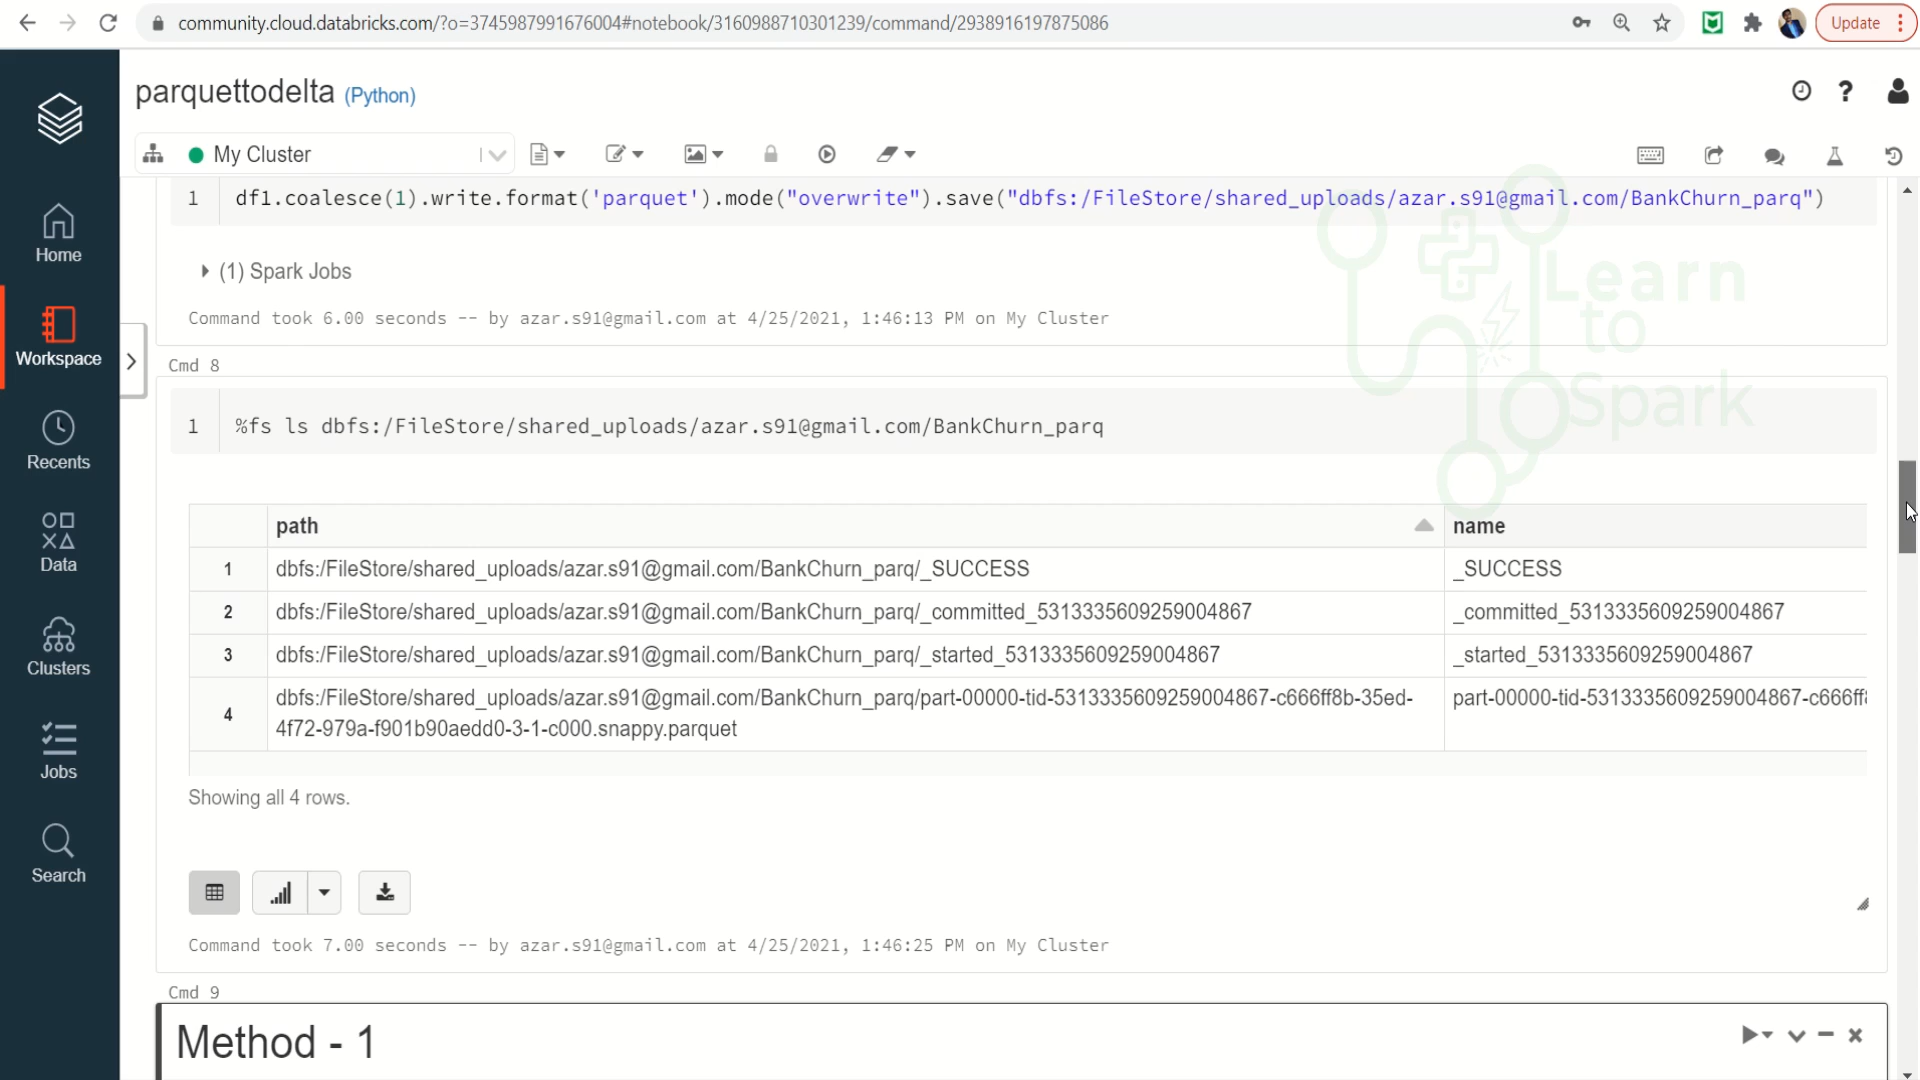 community.cloud.databricks.com/?o=3745987991676004#notebook/3160988710301239/command/2938916197875086
Update
parquettodelta (Python)
My Cluster
1 df1.coalesce(1).write.format('parquet').mode("overwrite").save("dbfs:/FileStore/shared_uploads/azar.s91@gmail.com/BankChurn_parq")
(1) Spark Jobs
Command took 6.00 seconds -- by azar.s91@gmail.com at 4/25/2021, 1:46:13 PM on My Cluster
Learn
to
Spark
Home
Workspace
Recents
Data
Clusters
Jobs
Search
Cmd 8
1 %fs ls dbfs:/FileStore/shared_uploads/azar.s91@gmail.com/BankChurn_parq
path name
1 dbfs:/FileStore/shared_uploads/azar.s91@gmail.com/BankChurn_parq/_SUCCESS _SUCCESS
2 dbfs:/FileStore/shared_uploads/azar.s91@gmail.com/BankChurn_parq/_committed_5313335609259004867 _committed_5313335609259004867
3 dbfs:/FileStore/shared_uploads/azar.s91@gmail.com/BankChurn_parq/_started_5313335609259004867 _started_5313335609259004867
4 dbfs:/FileStore/shared_uploads/azar.s91@gmail.com/BankChurn_parq/part-00000-tid-5313335609259004867-c666ff8b-35ed- part-00000-tid-5313335609259004867-c666ff8
4f72-979a-f901b90aedd0-3-1-c000.snappy.parquet
Showing all 4 rows.
Command took 7.00 seconds -- by azar.s91@gmail.com at 4/25/2021, 1:46:25 PM on My Cluster
Cmd 9
Method - 1